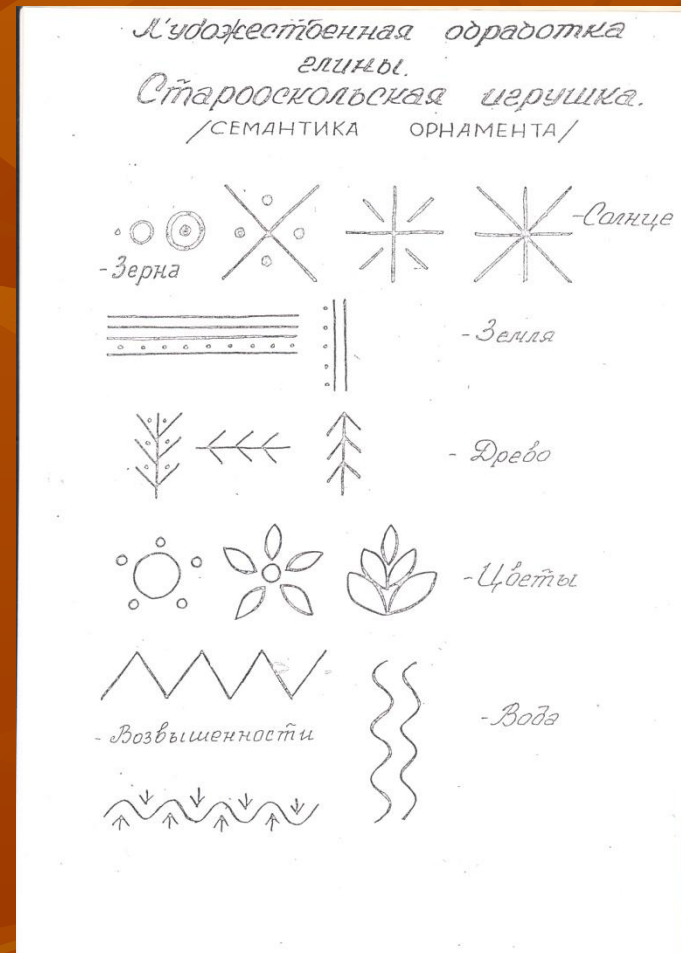 Художественная обработка
глины.
Старооскольская игрушка.
/СЕМАНТИКА ОРНАМЕНТА/
-Солнце
-Зерна
-Земля
- Древо
-Цветы
- Возвышенности
-Вода